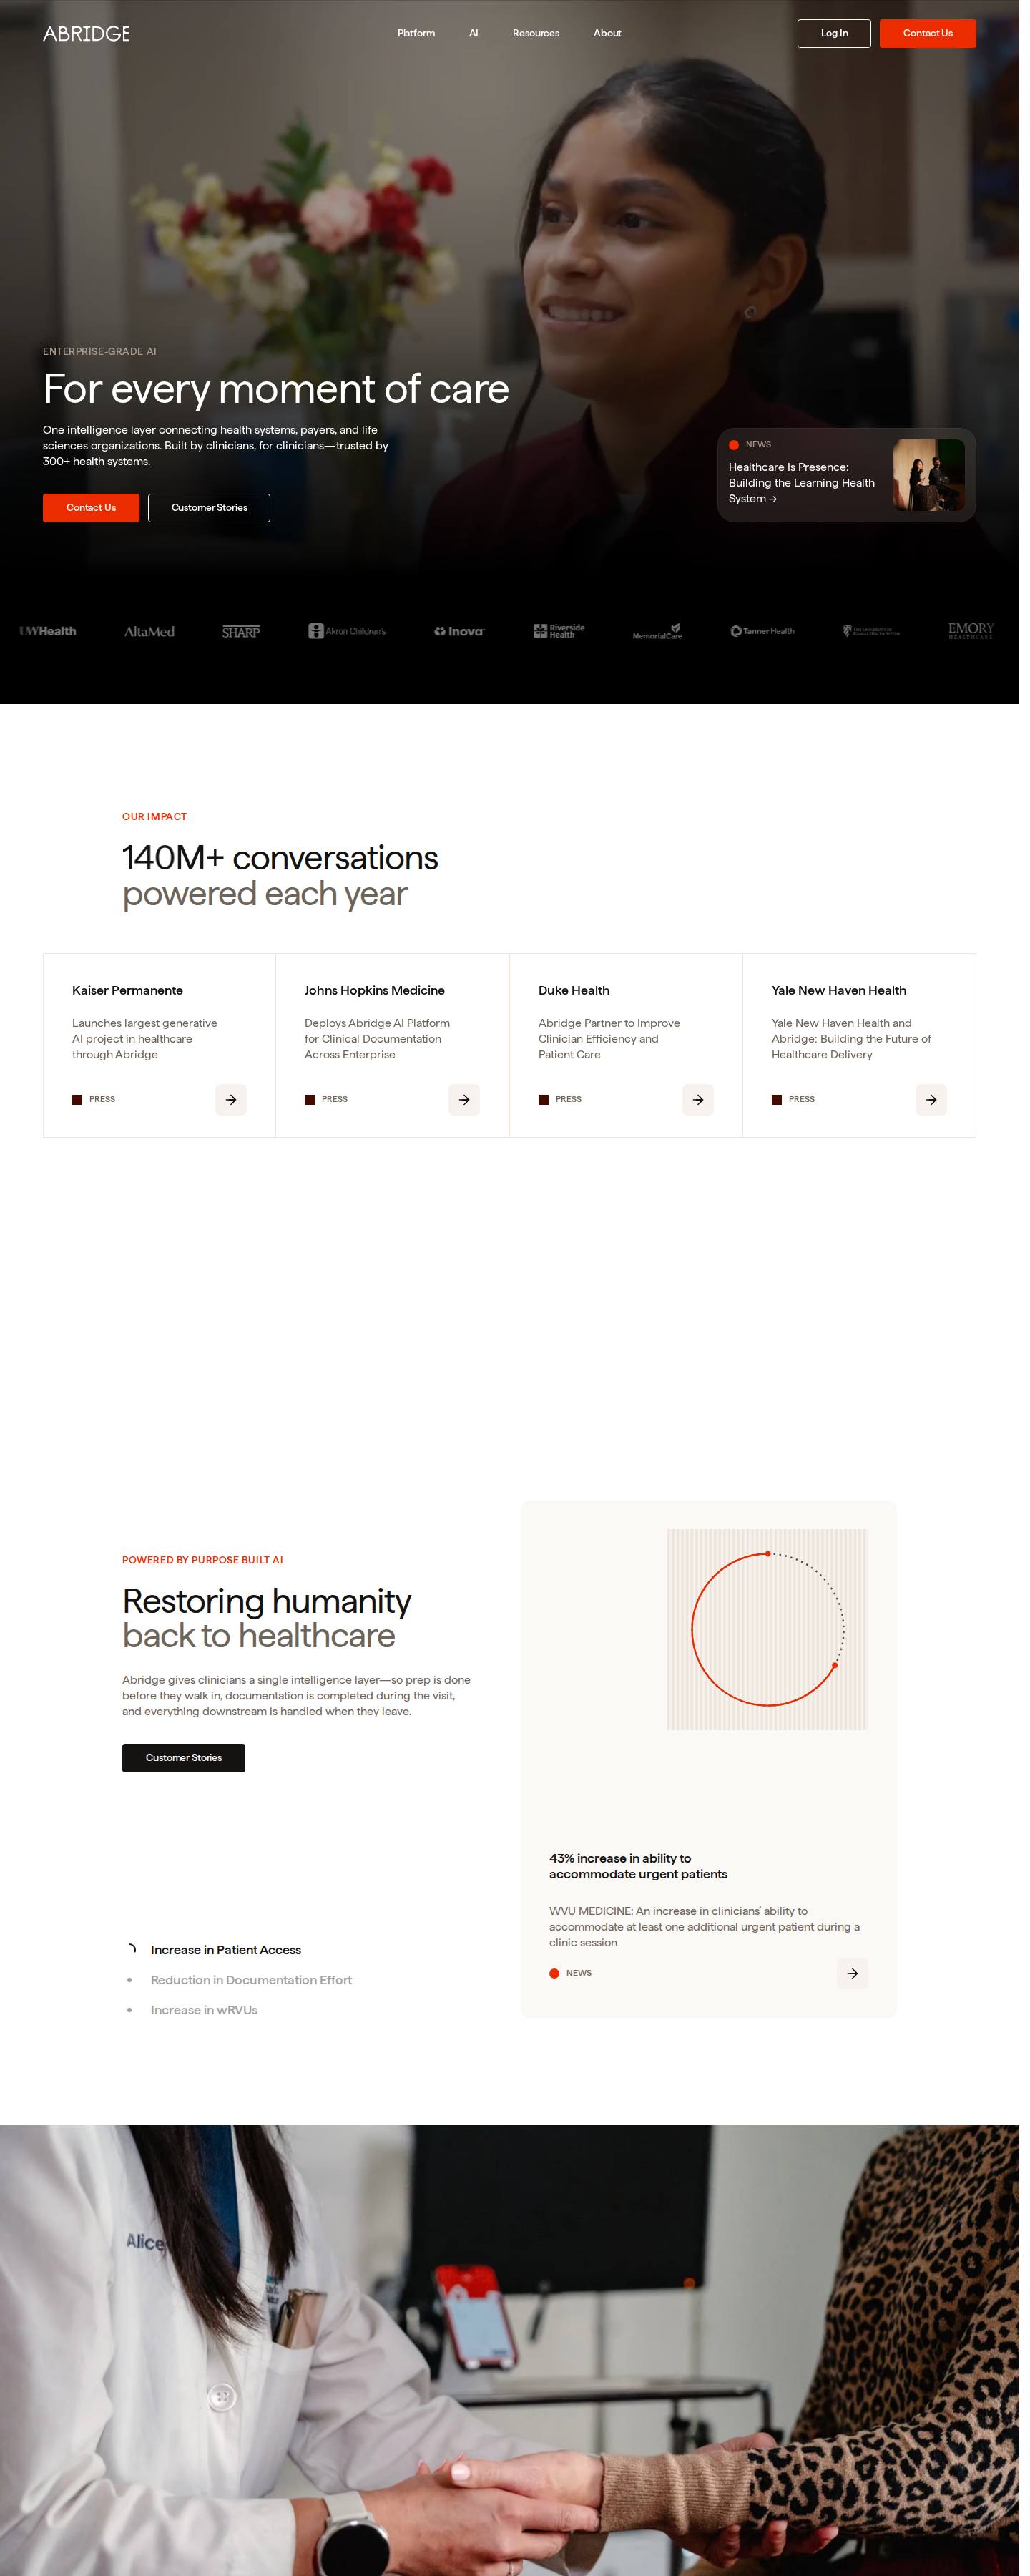 ABRIDGE
Platform
AI
Resources
About
Log In
Contact Us
ENTERPRISE-GRADE AI
For every moment of care
One intelligence layer connecting health systems, payers, and life
sciences organizations. Built by clinicians, for clinicians—trusted by
300+ health systems.
Contact Us
Customer Stories
NEWS
Healthcare Is Presence:
Building the Learning Health
System →
UWHealth
AltaMed
SHARP
Akron Children's
Inova
Riverside
Health
MemorialCare
Tanner Health
EMORY
HEALTHCARE
OUR IMPACT
140M+ conversations
powered each year
Kaiser Permanente
Launches largest generative
AI project in healthcare
through Abridge
PRESS
Johns Hopkins Medicine
Deploys Abridge AI Platform
for Clinical Documentation
Across Enterprise
PRESS
Duke Health
Abridge Partner to Improve
Clinician Efficiency and
Patient Care
PRESS
Yale New Haven Health
Yale New Haven Health and
Abridge: Building the Future of
Healthcare Delivery
PRESS
POWERED BY PURPOSE BUILT AI
Restoring humanity
back to healthcare
Abridge gives clinicians a single intelligence layer—so prep is done
before they walk in, documentation is completed during the visit,
and everything downstream is handled when they leave.
Customer Stories
Increase in Patient Access
Reduction in Documentation Effort
Increase in wRVUs
43% increase in ability to
accommodate urgent patients
WVU MEDICINE: An increase in clinicians' ability to
accommodate at least one additional urgent patient during a
clinic session
NEWS
Alice